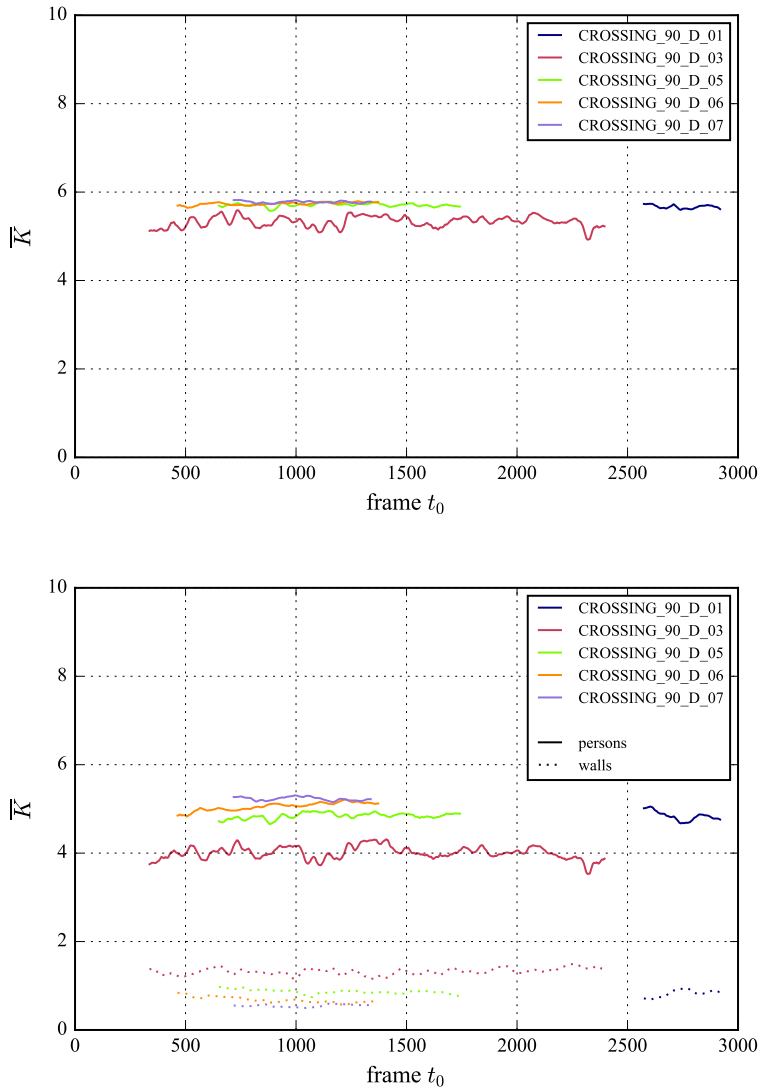 10
8
6
4
2
0
K
0 500 1000 1500 2000 2500 3000
frame t0
CROSSING_90_D_01
CROSSING_90_D_03
CROSSING_90_D_05
CROSSING_90_D_06
CROSSING_90_D_07
10
8
6
4
2
0
K
0 500 1000 1500 2000 2500 3000
frame t0
CROSSING_90_D_01
CROSSING_90_D_03
CROSSING_90_D_05
CROSSING_90_D_06
CROSSING_90_D_07
persons
walls